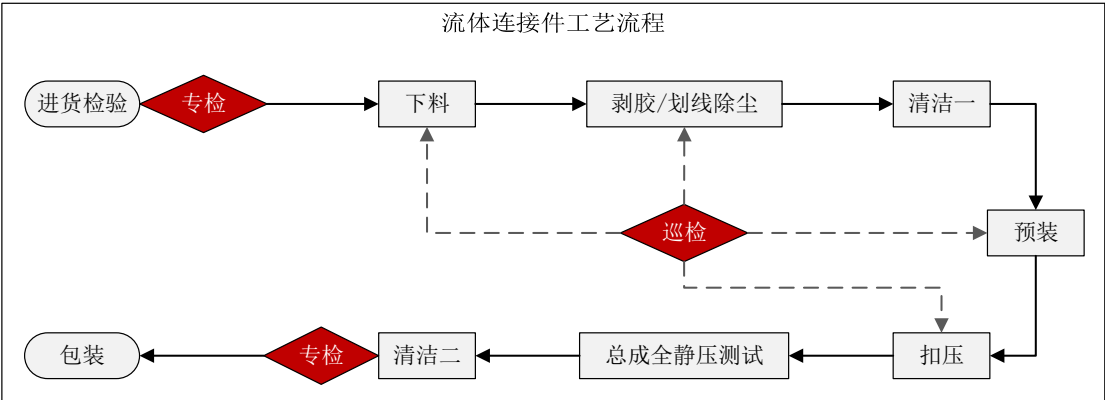 流体连接件工艺流程
进货检验
专检
下料
剥胶/划线除尘
清洁一
巡检
预装
包装
专检
清洁二
总成全静压测试
扣压